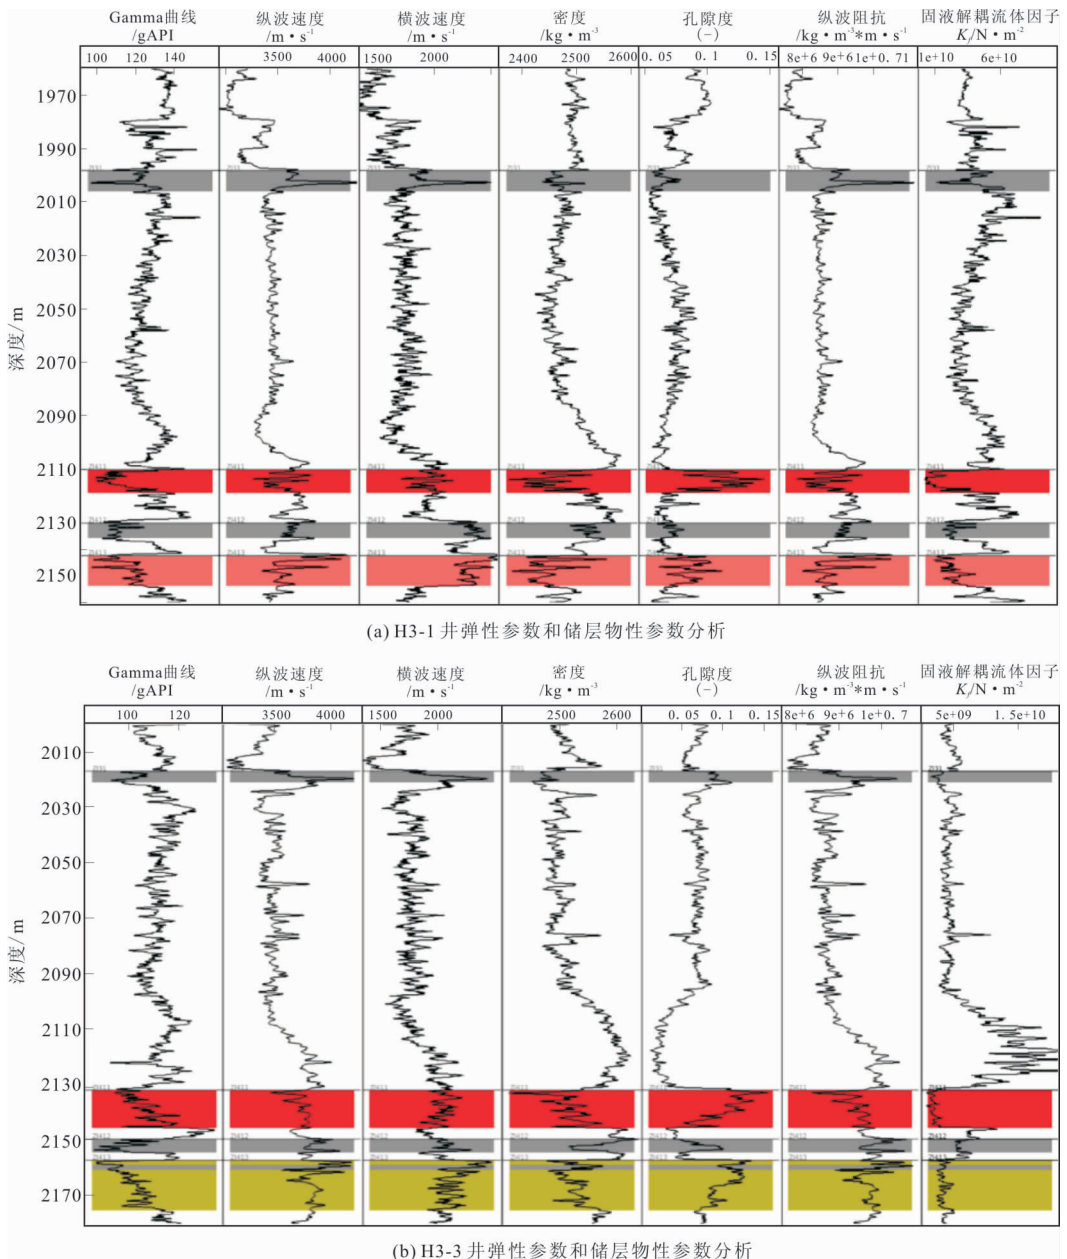 Gamma曲线 纵波速度 横波速度 密度 孔隙度 纵波阻抗 固液解耦流体因子
/gAPI /m·s⁻¹ /m·s⁻¹ /kg·m⁻³ (−) /kg·m⁻³*m·s⁻¹ Kf/N·m⁻²
100 120 140 3500 4000 1500 2000 2400 2500 2600 0.05 0.1 0.15 8e+6 9e+6 1e+0.71 1e+10 6e+10
1970
1990
2010
2030
2050
深度/m
2070
2090
2110
2130
2150
(a) H3-1 井弹性参数和储层物性参数分析
Gamma曲线 纵波速度 横波速度 密度 孔隙度 纵波阻抗 固液解耦流体因子
/gAPI /m·s⁻¹ /m·s⁻¹ /kg·m⁻³ (−) /kg·m⁻³*m·s⁻¹ Kf/N·m⁻²
100 120 3500 4000 1500 2000 2500 2600 0.05 0.1 0.15 8e+6 9e+6 1e+0.7 5e+09 1.5e+10
2010
2030
2050
2070
2090
深度/m
2110
2130
2150
2170
(b) H3-3 井弹性参数和储层物性参数分析